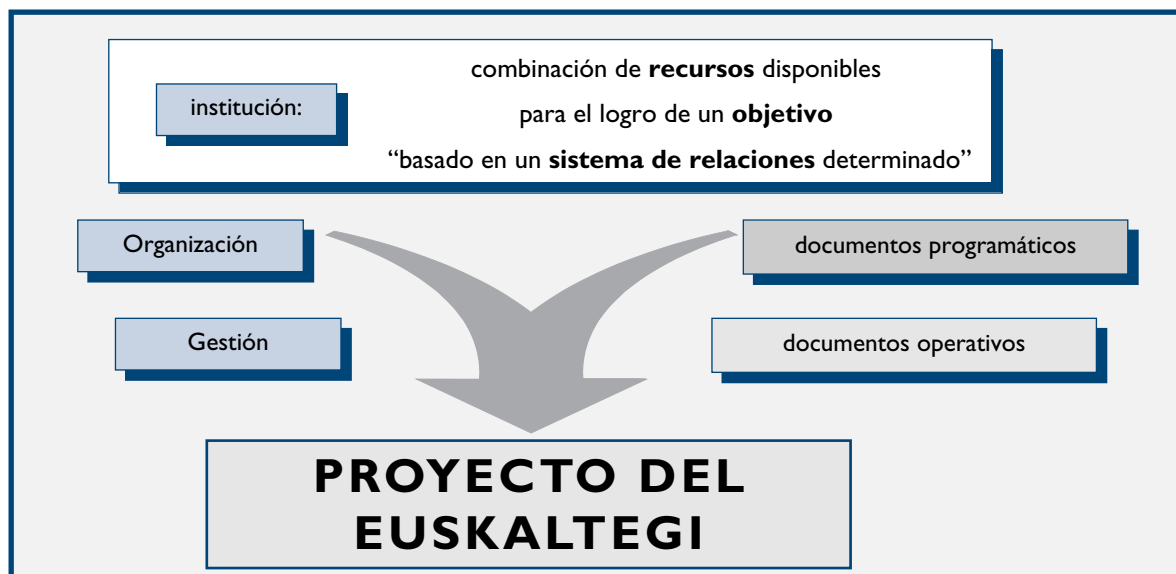 combinación de recursos disponibles
institución:
para el logro de un objetivo
“basado en un sistema de relaciones determinado”
Organización
documentos programáticos
Gestión
documentos operativos
PROYECTO DEL
EUSKALTEGI